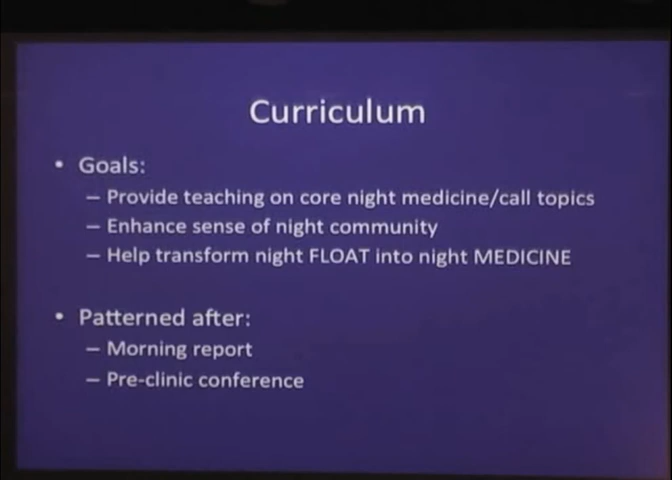 Curriculum
• Goals:
– Provide teaching on core night medicine/call topics
– Enhance sense of night community
– Help transform night FLOAT into night MEDICINE
• Patterned after:
– Morning report
– Pre-clinic conference